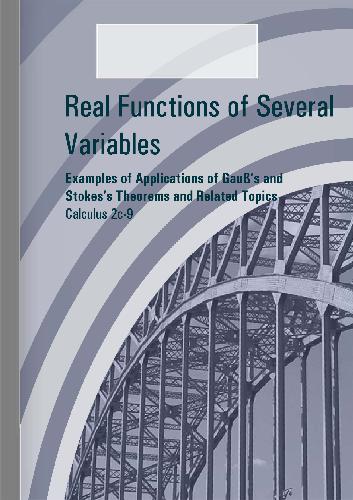 Real Functions of Several
Variables
Examples of Applications of Gauß's and
Stokes's Theorems and Related Topics
Calculus 2c-9